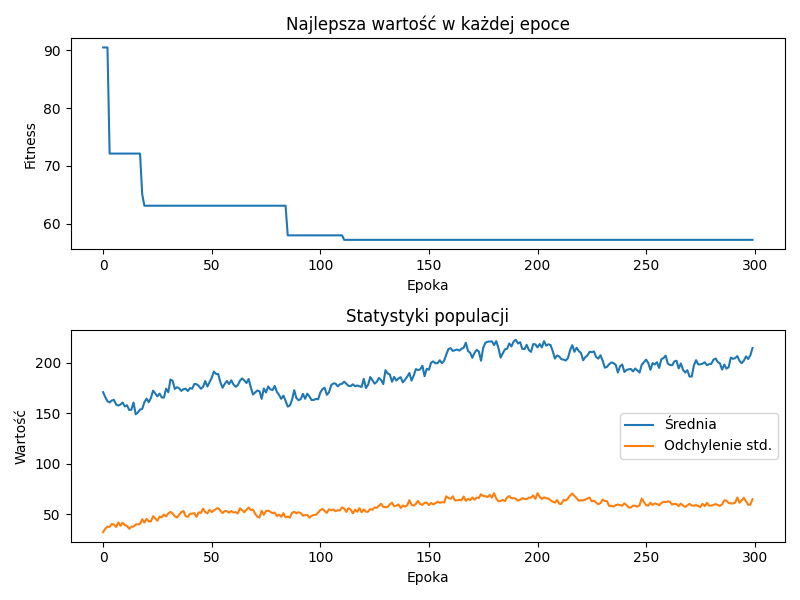 Najlepsza wartość w każdej epoce
90
80
70
60
Fitness
0 50 100 150 200 250 300
Epoka
Statystyki populacji
200
150
100
50
Wartość
Średnia
Odchylenie std.
0 50 100 150 200 250 300
Epoka